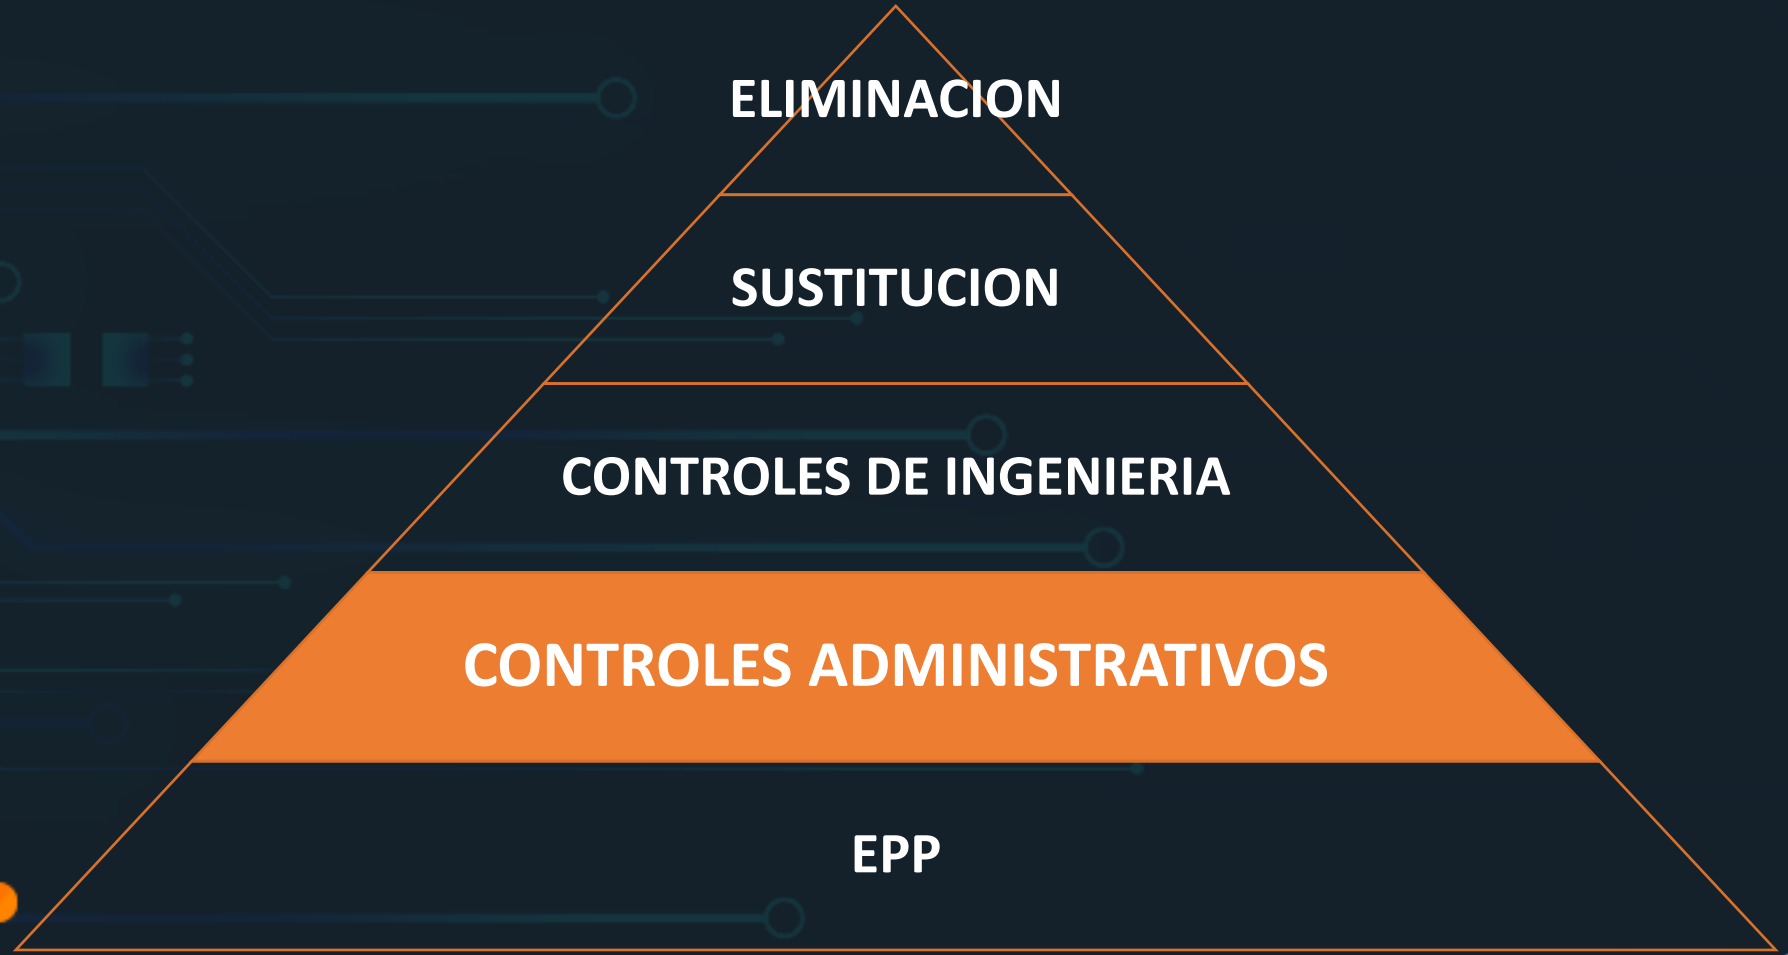 ELIMINACION
SUSTITUCION
CONTROLES DE INGENIERIA
CONTROLES ADMINISTRATIVOS
EPP